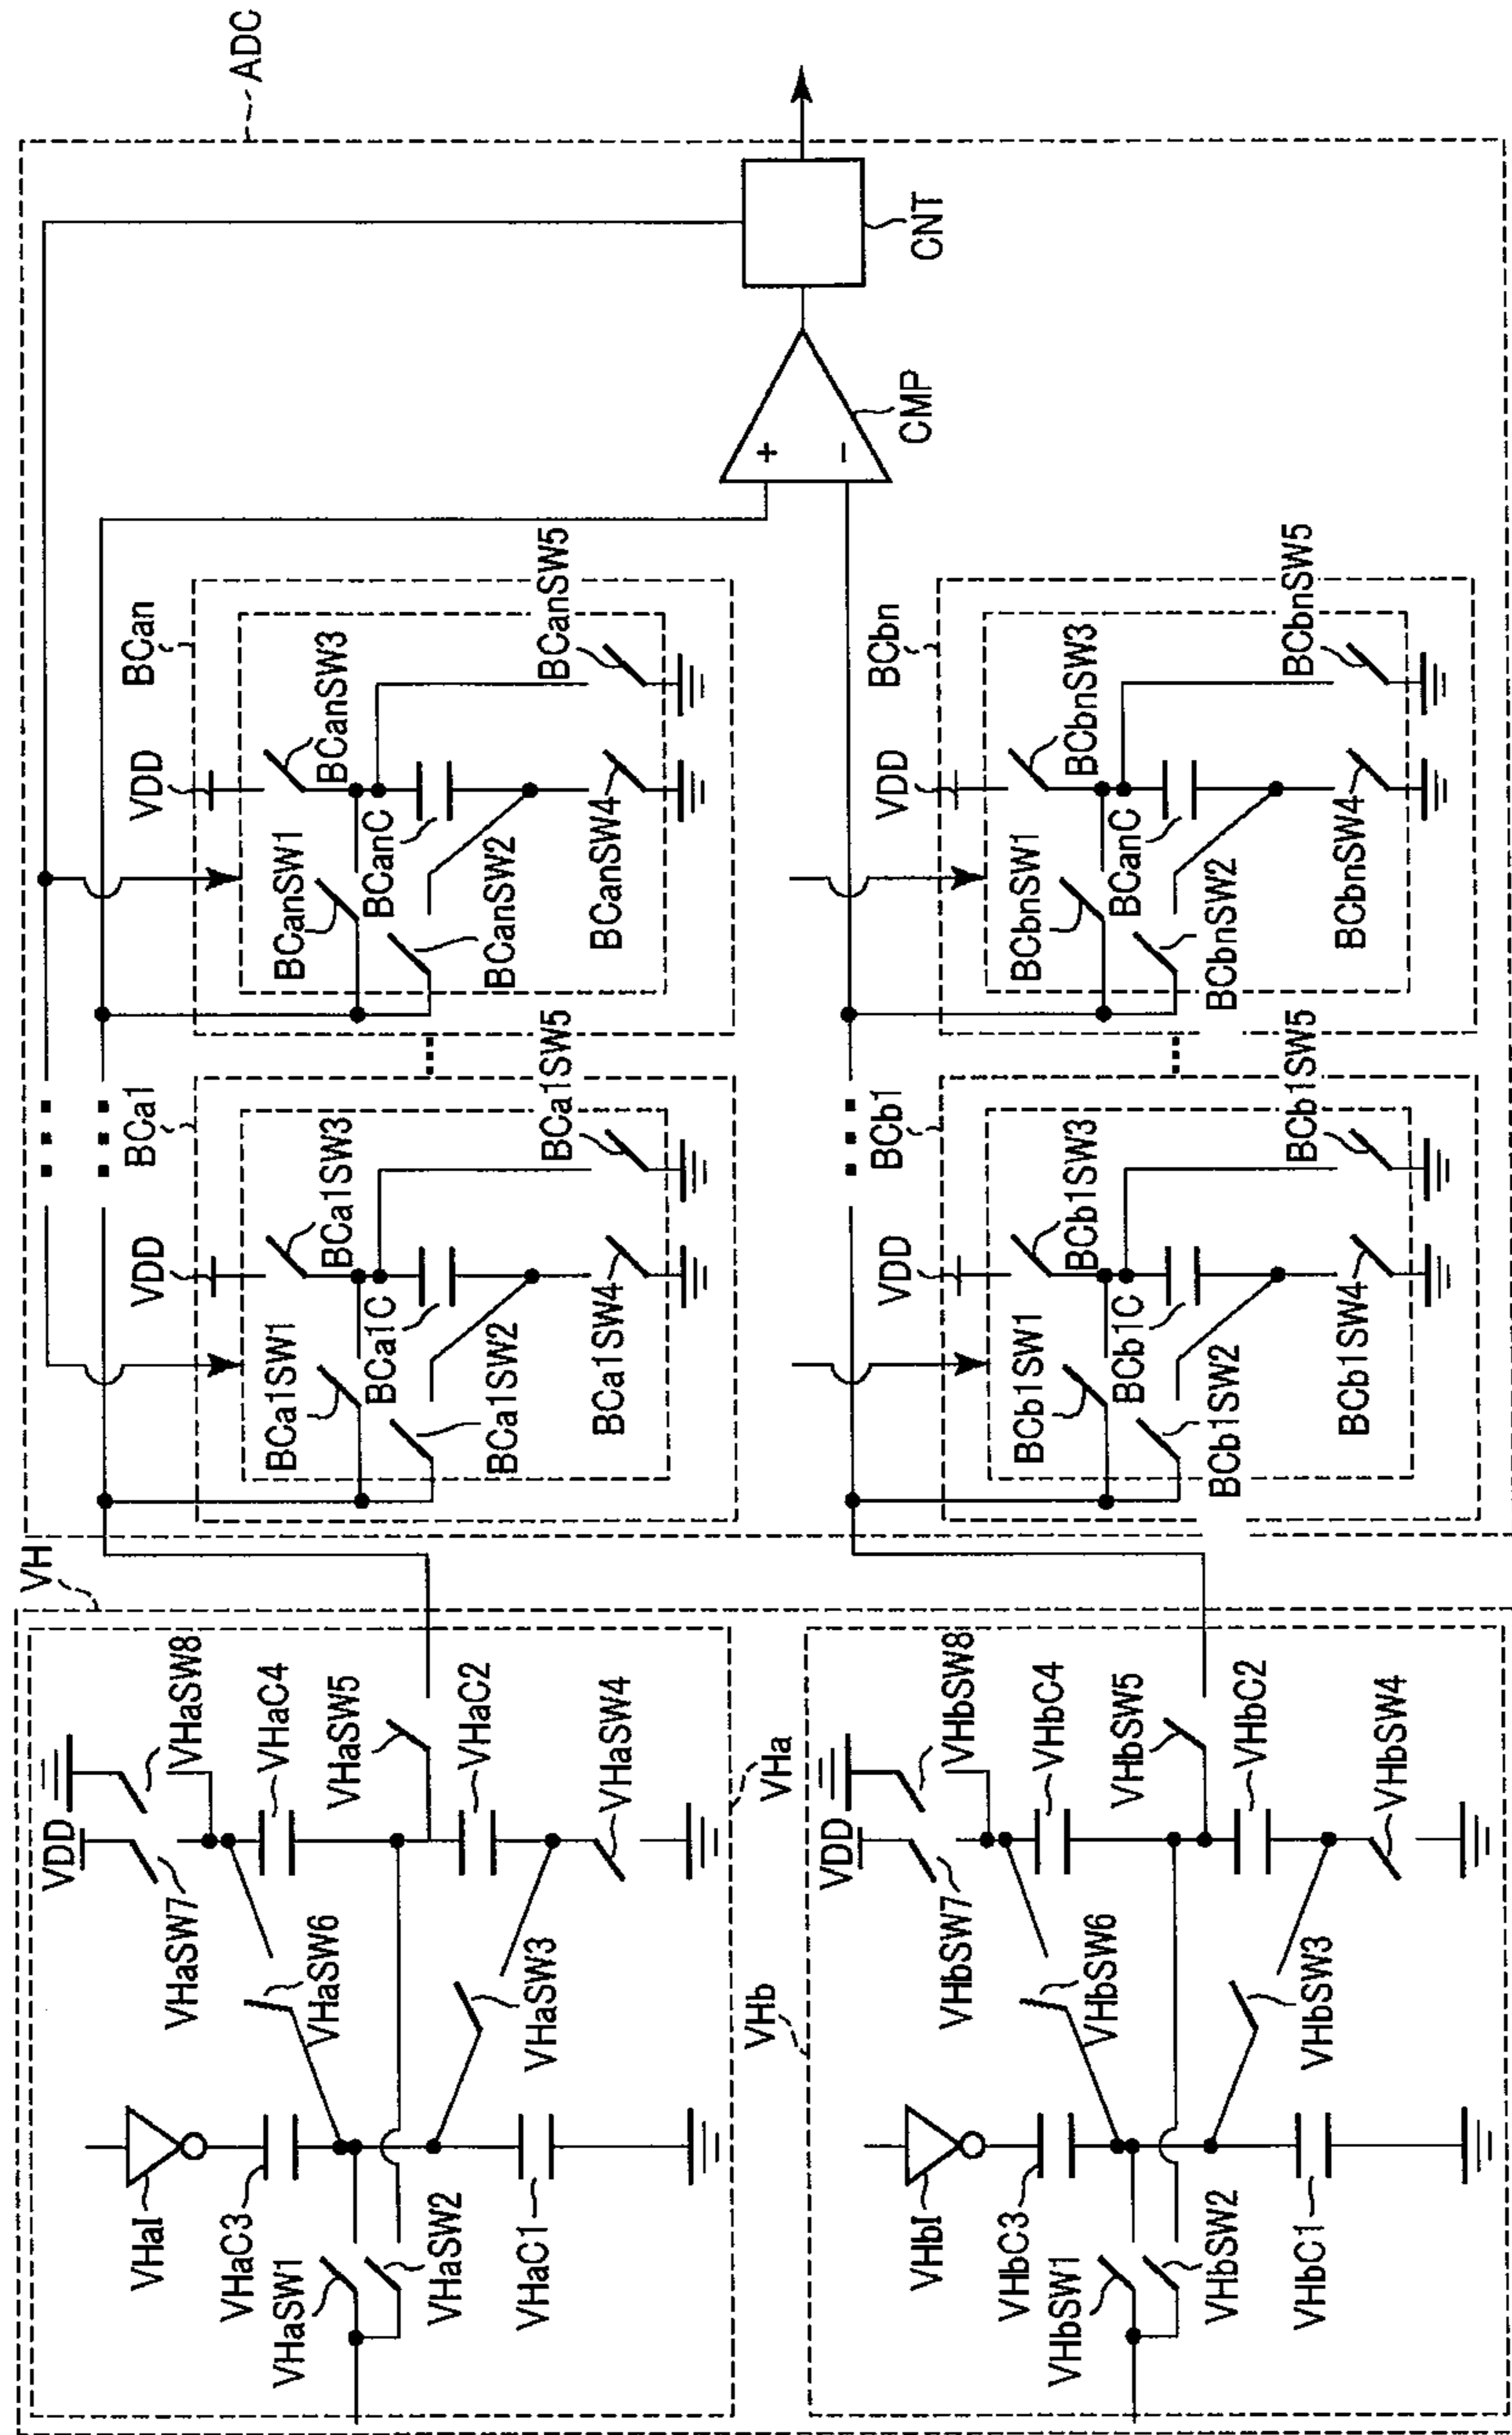 ADC
VH
VDD
VHaSW8
VHaSW7
VHaC4
VHaSW5
VHaC2
VHaSW6
VHaSW3
VHaSW4
VHaI
VHaC3
VHaSW1
VHaSW2
VHaC1
VHa
VDD
VHbSW8
VHbSW7
VHbC4
VHbSW5
VHbC2
VHbSW6
VHbSW3
VHbSW4
VHbI
VHbC3
VHbSW1
VHbSW2
VHbC1
VHb
BCa1
VDD
BCa1SW3
BCa1SW5
BCa1SW1
BCa1C
BCa1SW2
BCa1SW4
BCan
VDD
BCanSW3
BCanSW5
BCanSW1
BCanC
BCanSW2
BCanSW4
BCb1
VDD
BCb1SW3
BCb1SW5
BCb1SW1
BCb1C
BCb1SW2
BCb1SW4
BCbn
VDD
BCbnSW3
BCbnSW5
BCbnSW1
BCanC
BCbnSW2
BCbnSW4
+
−
CMP
CNT